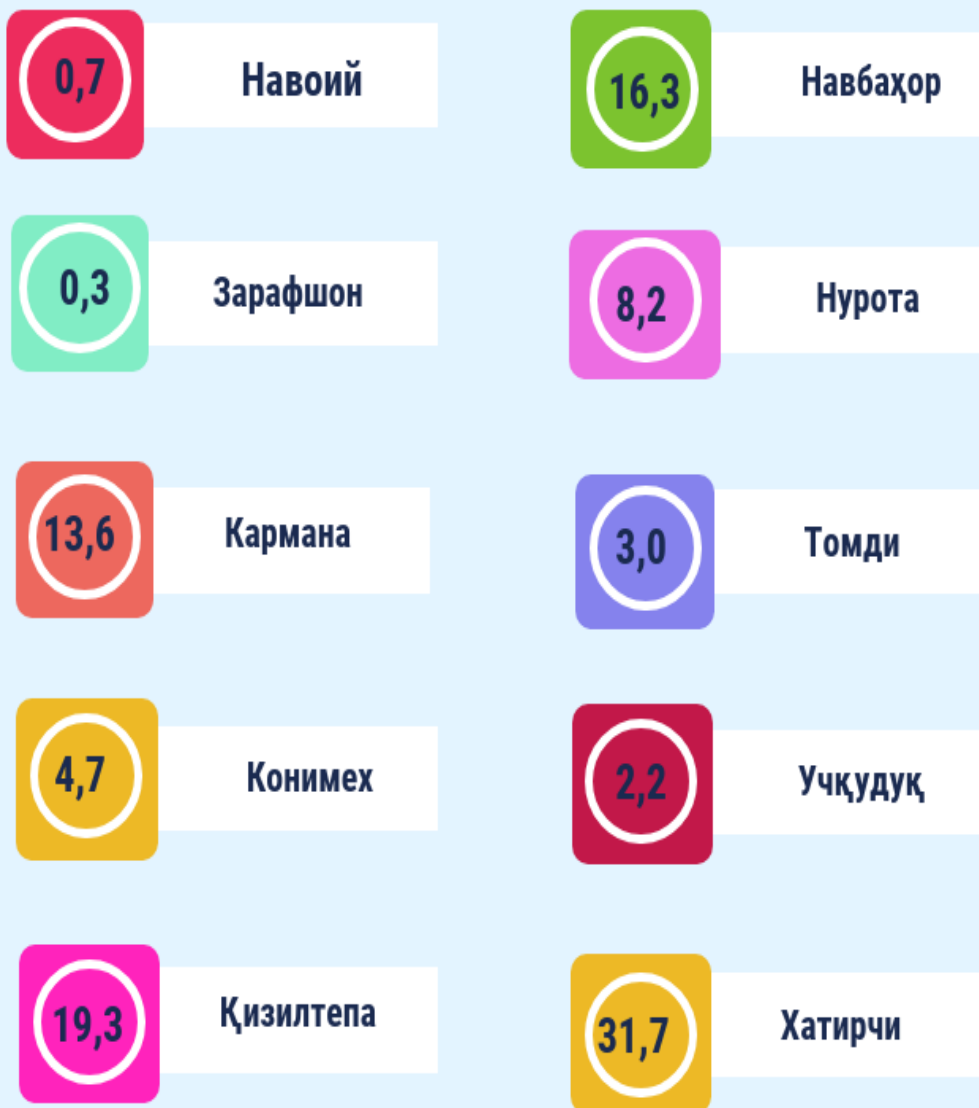 0,7 Навоий
16,3 Навбаҳор
0,3 Зарафшон
8,2 Нурота
13,6 Кармана
3,0 Томди
4,7 Конимех
2,2 Учқудуқ
19,3 Қизилтепа
31,7 Хатирчи